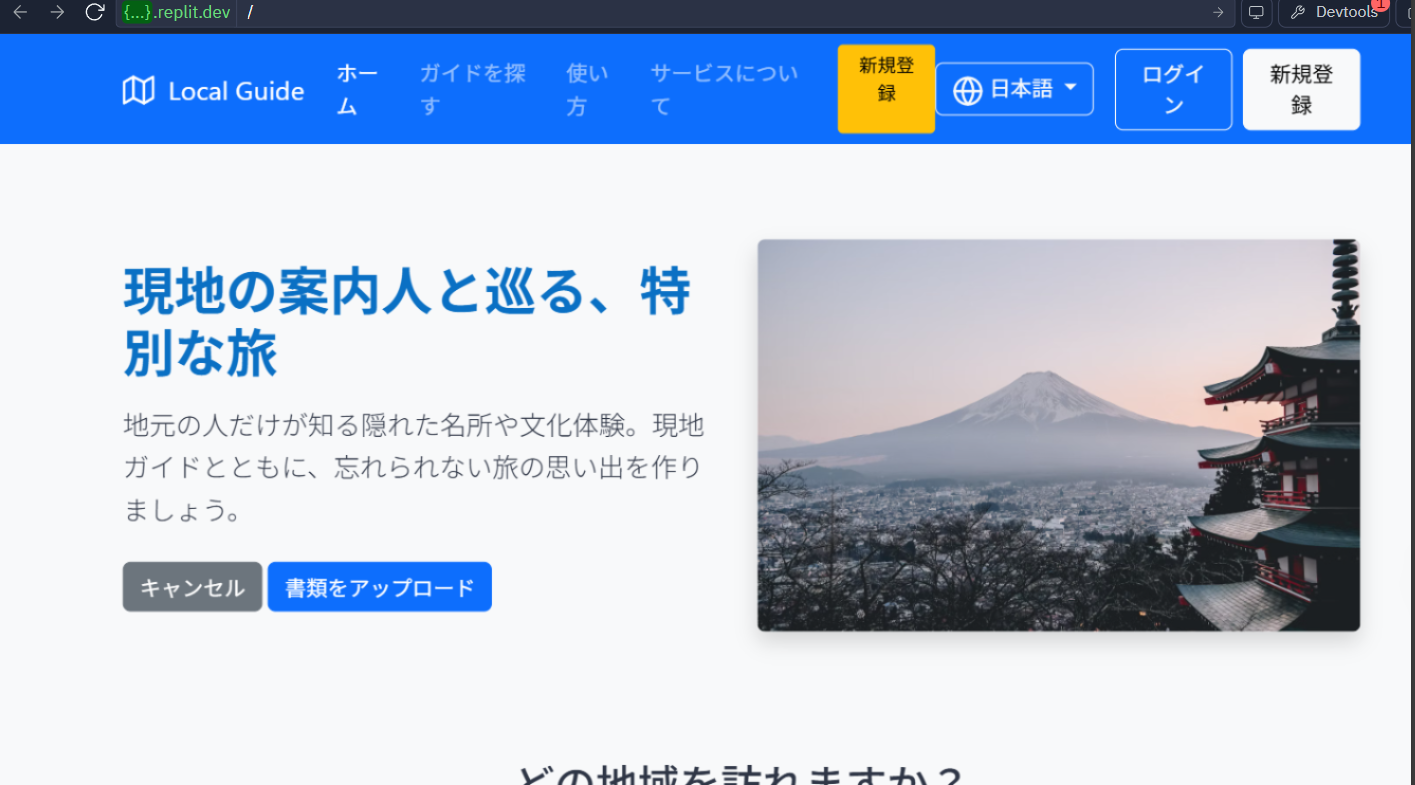 {...}.replit.dev /
Devtools
1
Local Guide
ホー
ム
ガイドを探
す
使い
方
サービスについ
て
新規登
録
日本語
ログイ
ン
新規登
録
現地の案内人と巡る、特
別な旅
地元の人だけが知る隠れた名所や文化体験。現地
ガイドとともに、忘れられない旅の思い出を作り
ましょう。
キャンセル
書類をアップロード
どの地域を訪れますか？